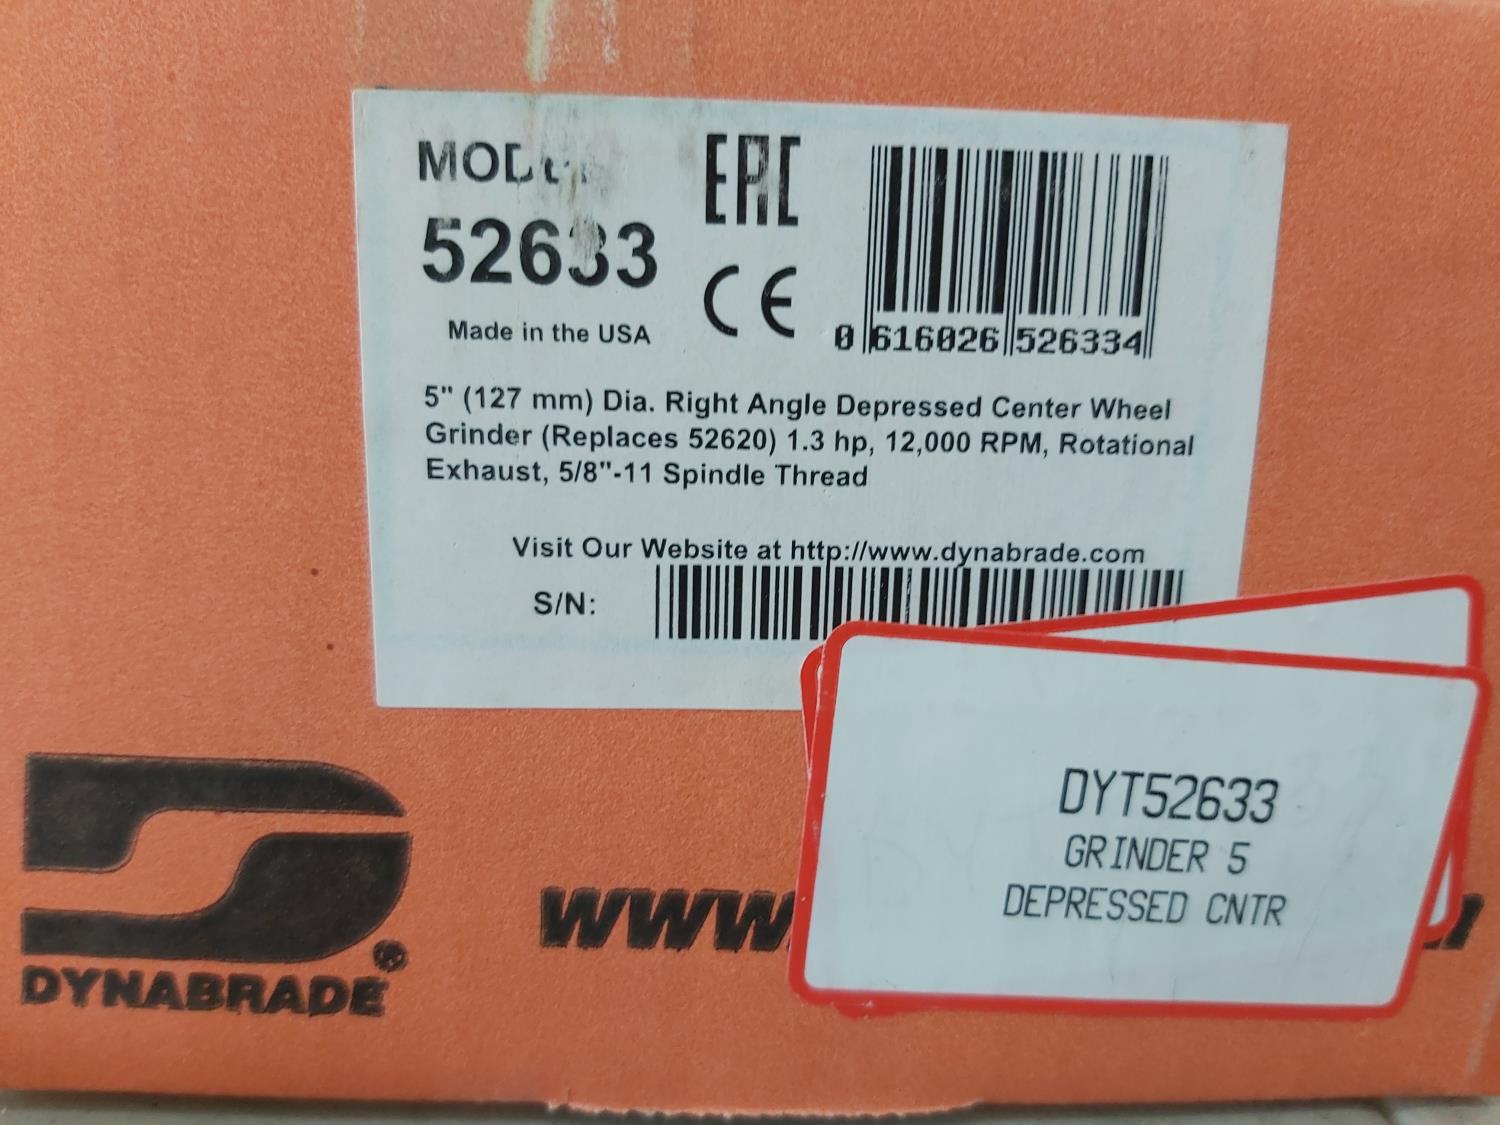 MODEL
52633
Made in the USA
EAC
CE
0 616026 526334
5" (127 mm) Dia. Right Angle Depressed Center Wheel
Grinder (Replaces 52620) 1.3 hp, 12,000 RPM, Rotational
Exhaust, 5/8"-11 Spindle Thread
Visit Our Website at http://www.dynabrade.com
S/N:
DYT52633
GRINDER 5
DEPRESSED CNTR
www.
DYNABRADE®